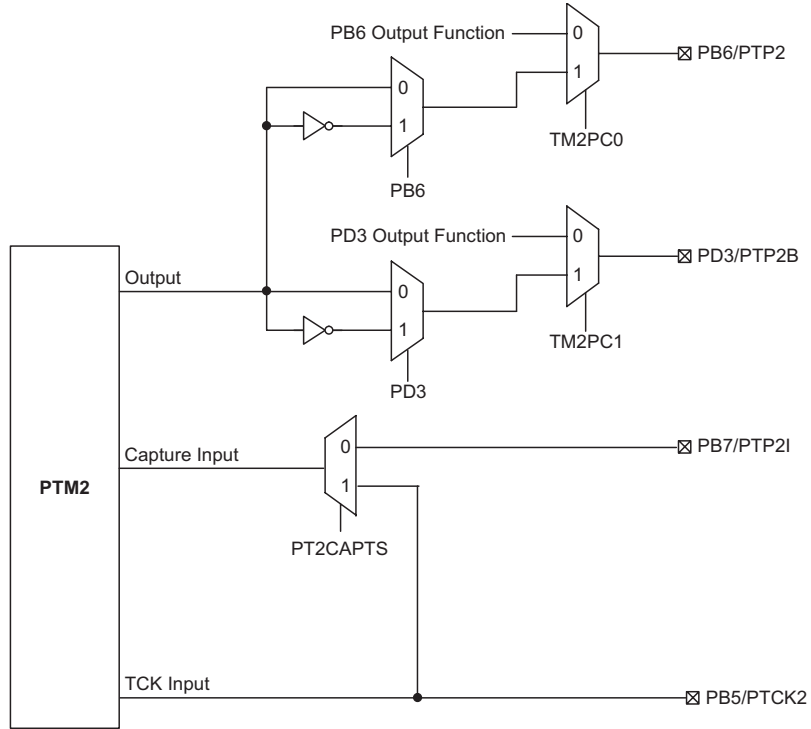 PB6 Output Function
0
1
PB6/PTP2
TM2PC0
0
1
PB6
PD3 Output Function
0
1
PD3/PTP2B
TM2PC1
Output
0
1
PD3
PTM2
Capture Input
0
1
PB7/PTP2I
PT2CAPTS
TCK Input
PB5/PTCK2